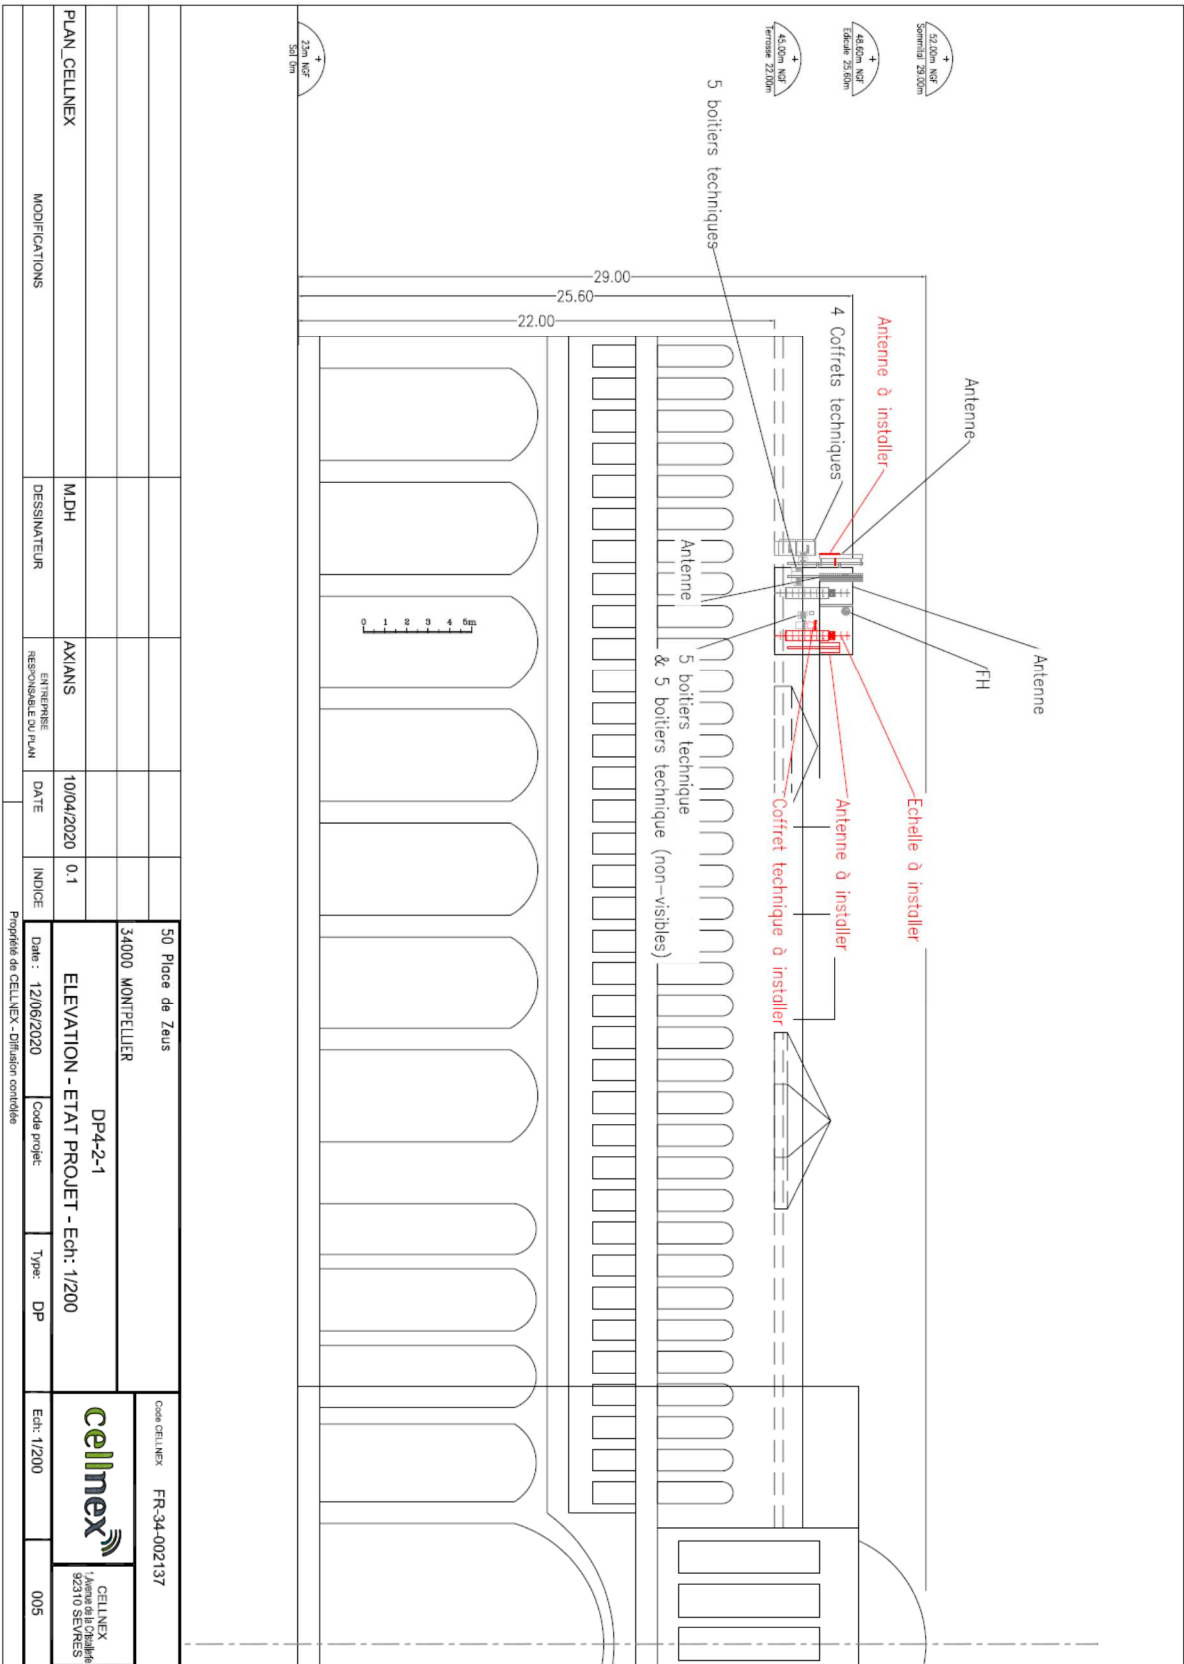 +
52.00m NGF
Sommital 29.00m
+
48.60m NGF
Edicule 25.60m
+
45.00m NGF
Terrasse 22.00m
+
23m NGF
Sol 0m
Antenne
Antenne
FH
Antenne à installer
4 Coffrets techniques
5 boitiers techniques
Echelle à installer
Antenne à installer
Coffret technique à installer
Antenne
5 boitiers technique
& 5 boitiers technique (non-visibles)
29.00
25.60
22.00
0 1 2 3 4 5m
PLAN_CELLNEX
M.DH
AXIANS
10/04/2020
0.1
MODIFICATIONS
DESSINATEUR
ENTREPRISE
RESPONSABLE DU PLAN
DATE
INDICE
50 Place de Zeus
34000 MONTPELLIER
Code CELLNEX FR-34-002137
DP4-2-1
ELEVATION - ETAT PROJET - Ech: 1/200
cellnex
CELLNEX
1,Avenue de la Cristallerie
92310 SEVRES
Date : 12/06/2020
Code projet:
Type: DP
Ech: 1/200
005
Propriété de CELLNEX - Diffusion contrôlée